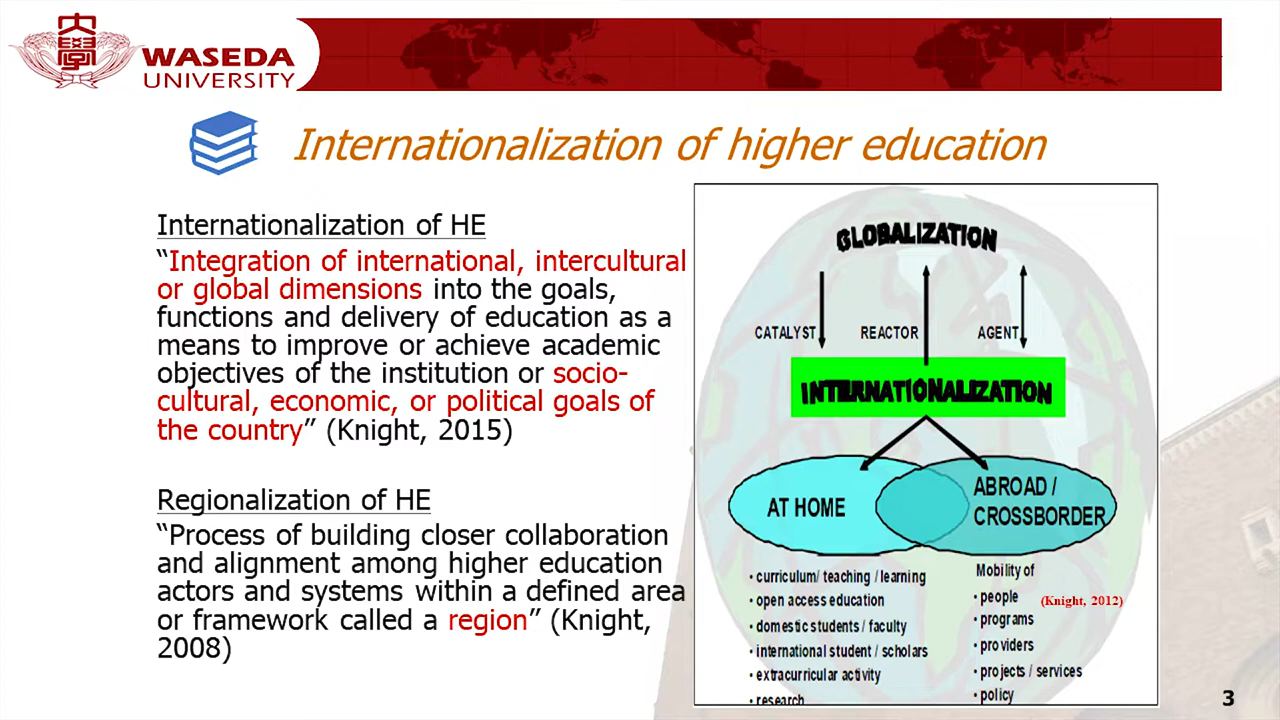 大學
WASEDA
UNIVERSITY
Internationalization of higher education
Internationalization of HE
“Integration of international, intercultural
or global dimensions into the goals,
functions and delivery of education as a
means to improve or achieve academic
objectives of the institution or socio-
cultural, economic, or political goals of
the country” (Knight, 2015)
Regionalization of HE
“Process of building closer collaboration
and alignment among higher education
actors and systems within a defined area
or framework called a region” (Knight,
2008)
GLOBALIZATION
CATALYST REACTOR AGENT
INTERNATIONALIZATION
AT HOME
ABROAD /
CROSSBORDER
• curriculum/ teaching / learning
• open access education
• domestic students / faculty
• international student / scholars
• extracurricular activity
• research
Mobility of
• people
(Knight, 2012)
• programs
• providers
• projects / services
• policy
3